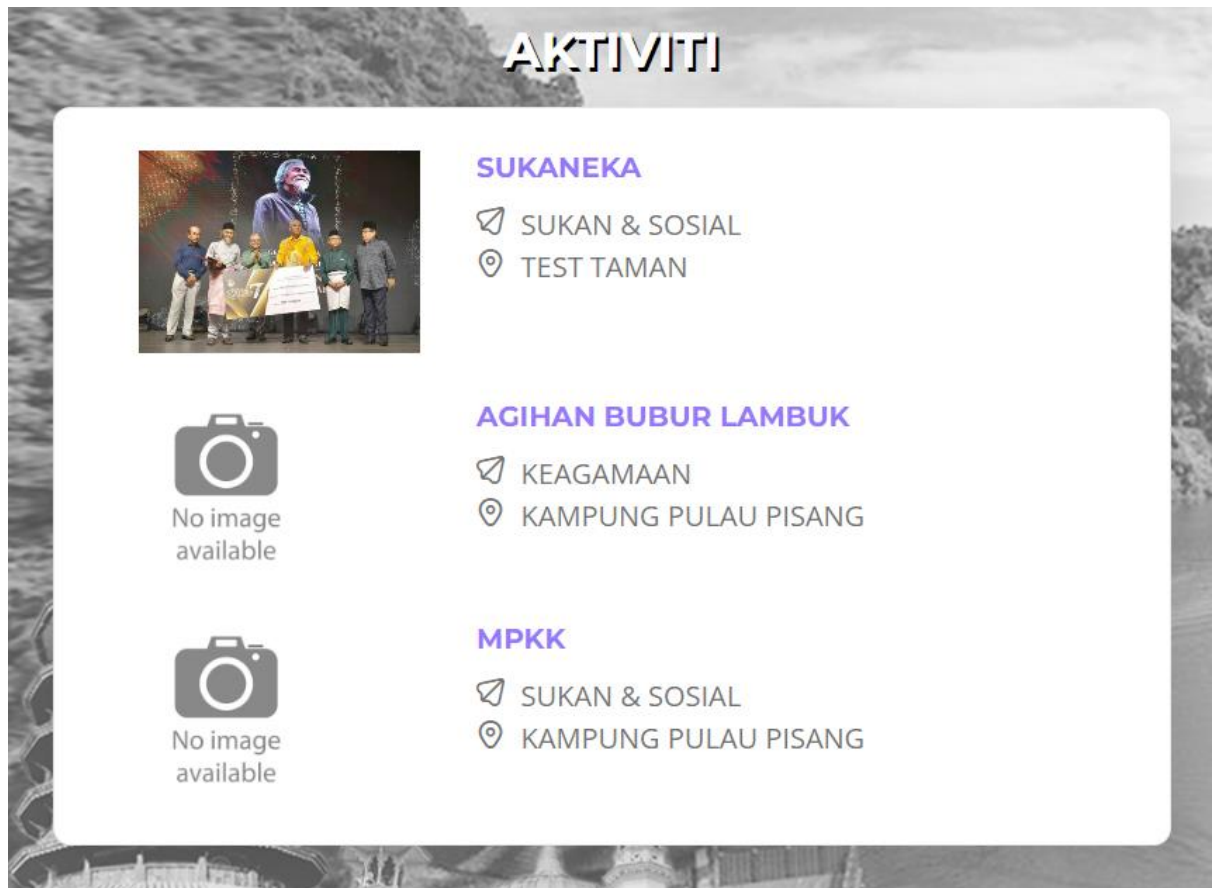 AKTIVITI
SUKANEKA
SUKAN & SOSIAL
TEST TAMAN
No image
available
AGIHAN BUBUR LAMBUK
KEAGAMAAN
KAMPUNG PULAU PISANG
No image
available
MPKK
SUKAN & SOSIAL
KAMPUNG PULAU PISANG